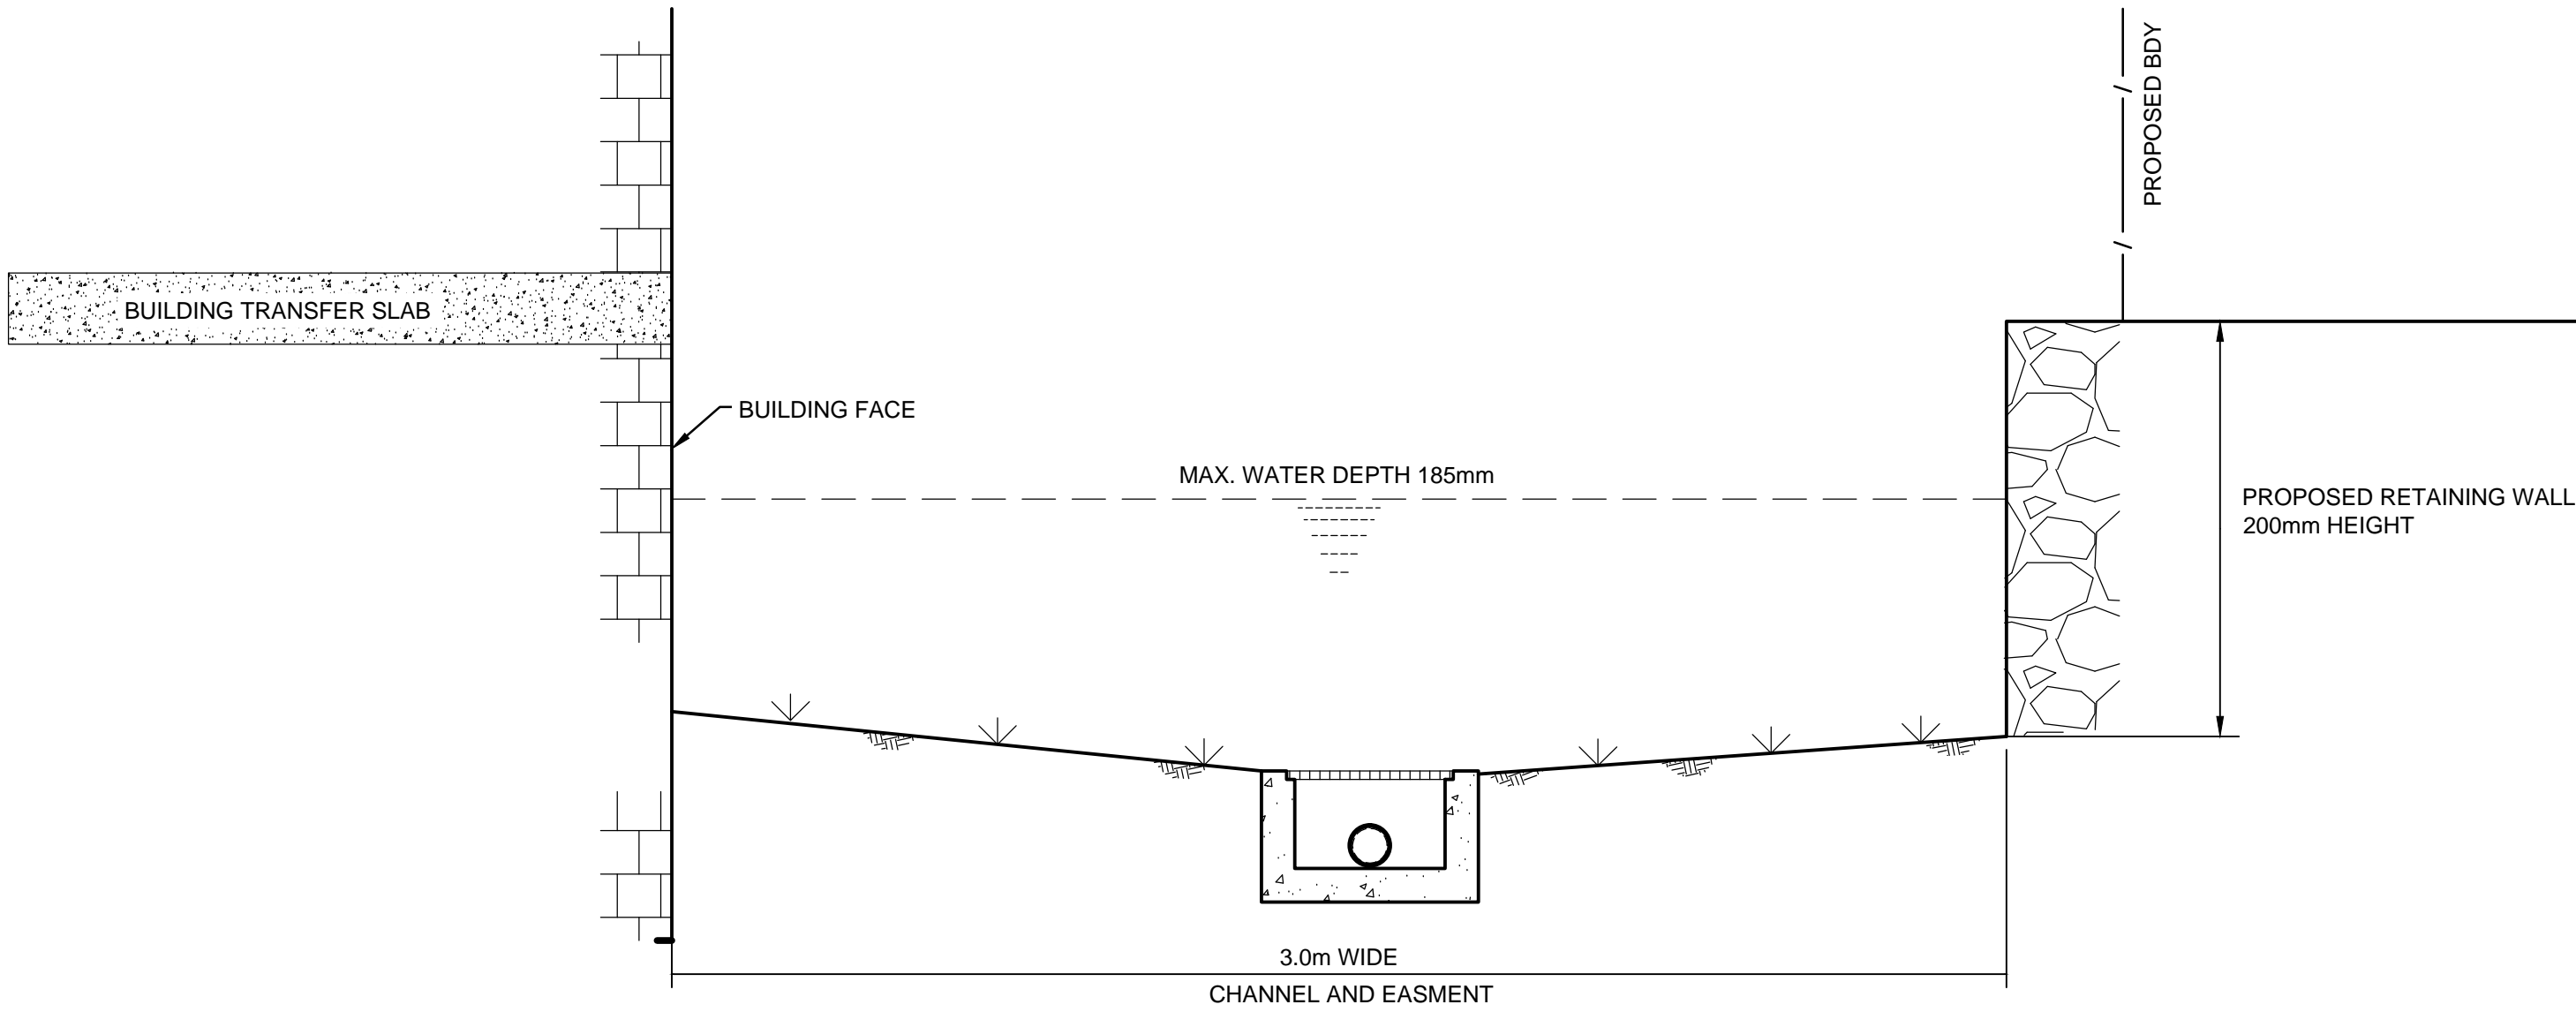 PROPOSED BDY
BUILDING TRANSFER SLAB
BUILDING FACE
MAX. WATER DEPTH 185mm
PROPOSED RETAINING WALL
200mm HEIGHT
3.0m WIDE
CHANNEL AND EASMENT